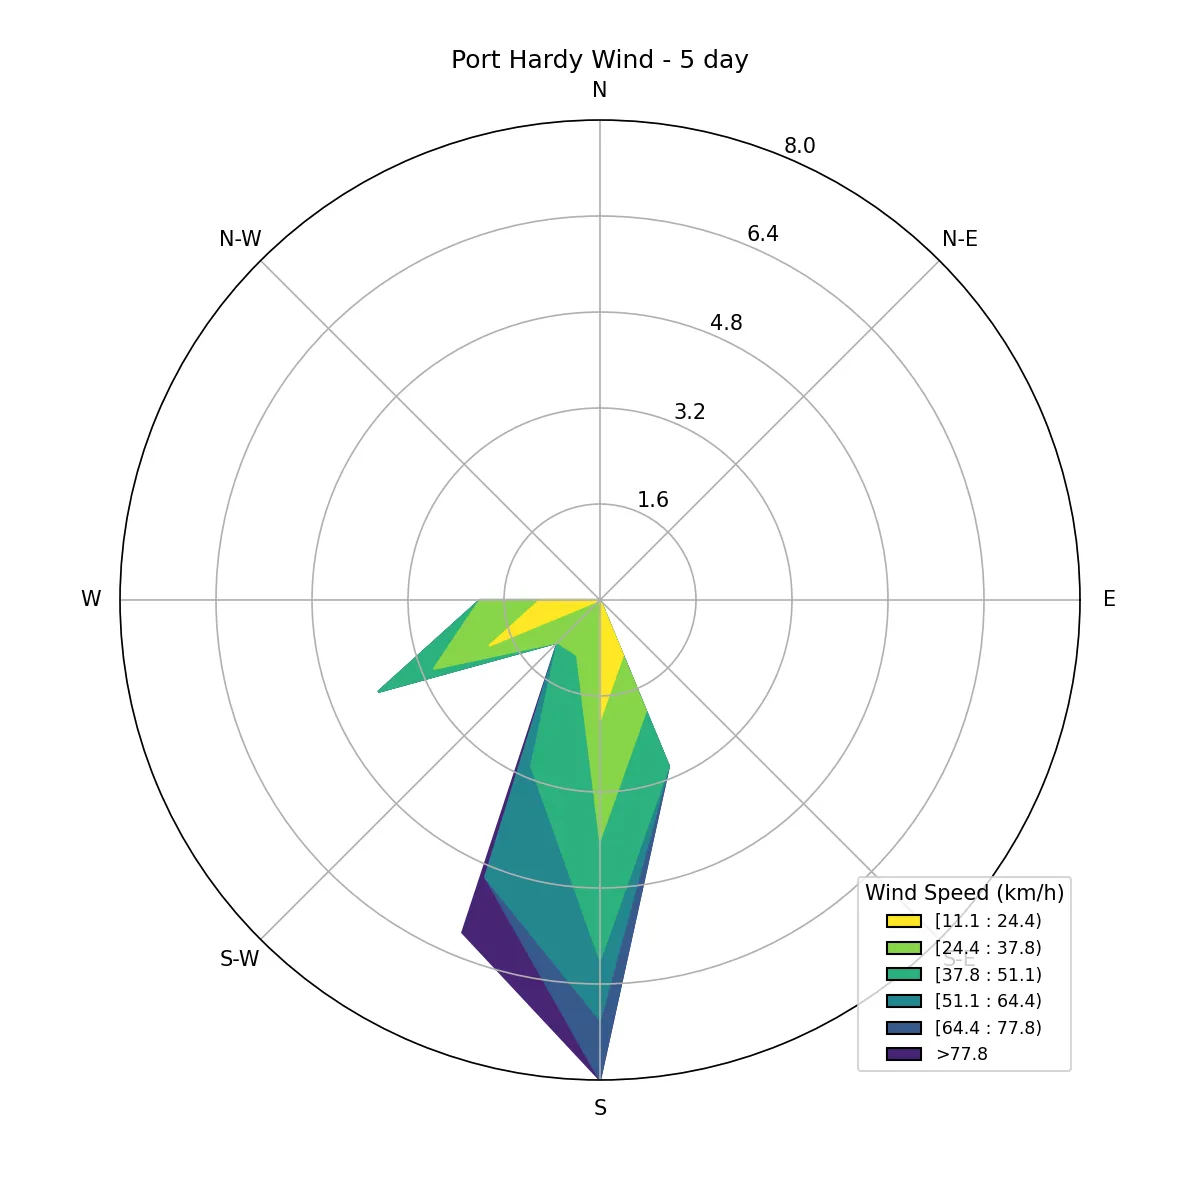 Port Hardy Wind - 5 day
N
8.0
N-W
6.4
N-E
4.8
3.2
1.6
W
E
Wind Speed (km/h)
[11.1 : 24.4)
[24.4 : 37.8)
S-W
S-E
[37.8 : 51.1)
[51.1 : 64.4)
[64.4 : 77.8)
>77.8
S